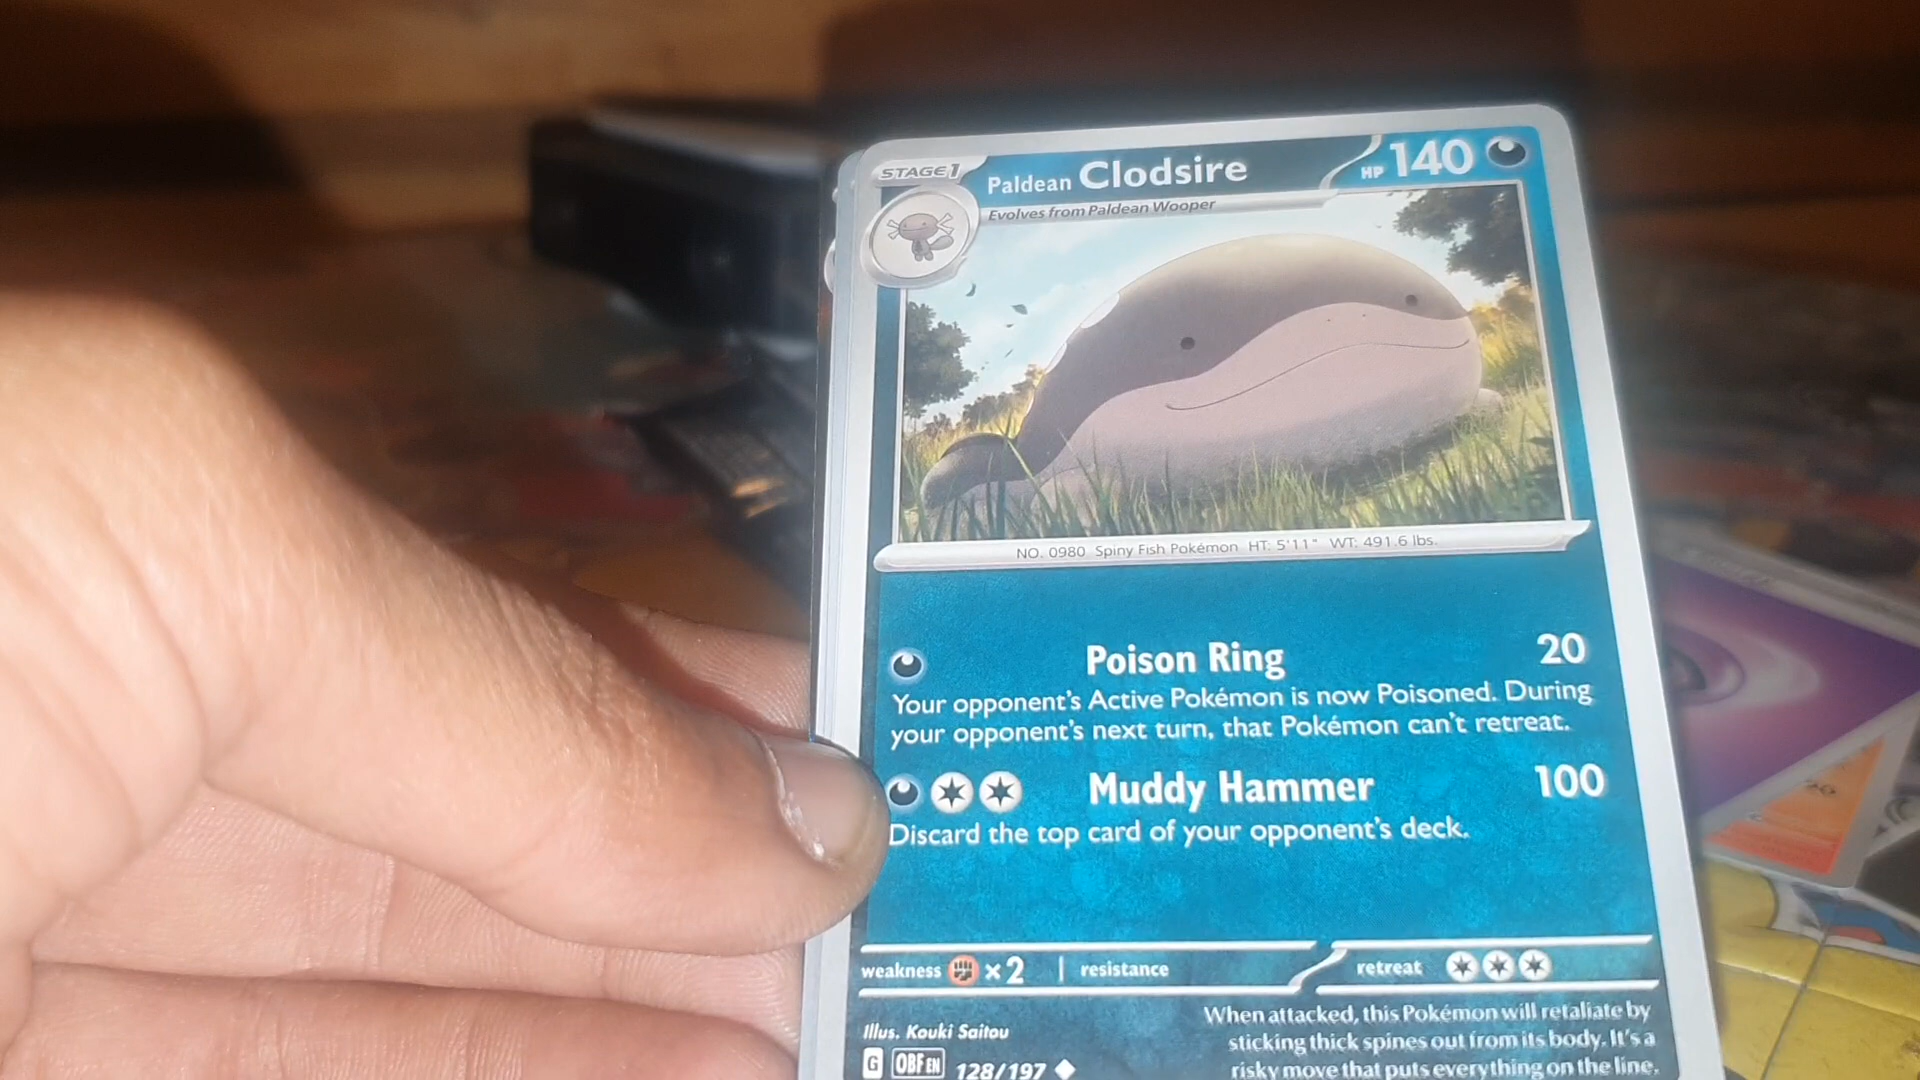 STAGE 1
Paldean Clodsire
HP 140
Evolves from Paldean Wooper
NO. 0980 Spiny Fish Pokémon HT: 5'11" WT: 491.6 lbs.
Poison Ring 20
Your opponent's Active Pokémon is now Poisoned. During
your opponent's next turn, that Pokémon can't retreat.
Muddy Hammer 100
Discard the top card of your opponent's deck.
weakness ×2 resistance retreat
Illus. Kouki Saitou
G OBF EN 128/197
When attacked, this Pokémon will retaliate by
sticking thick spines out from its body. It's a
risky move that puts everything on the line.